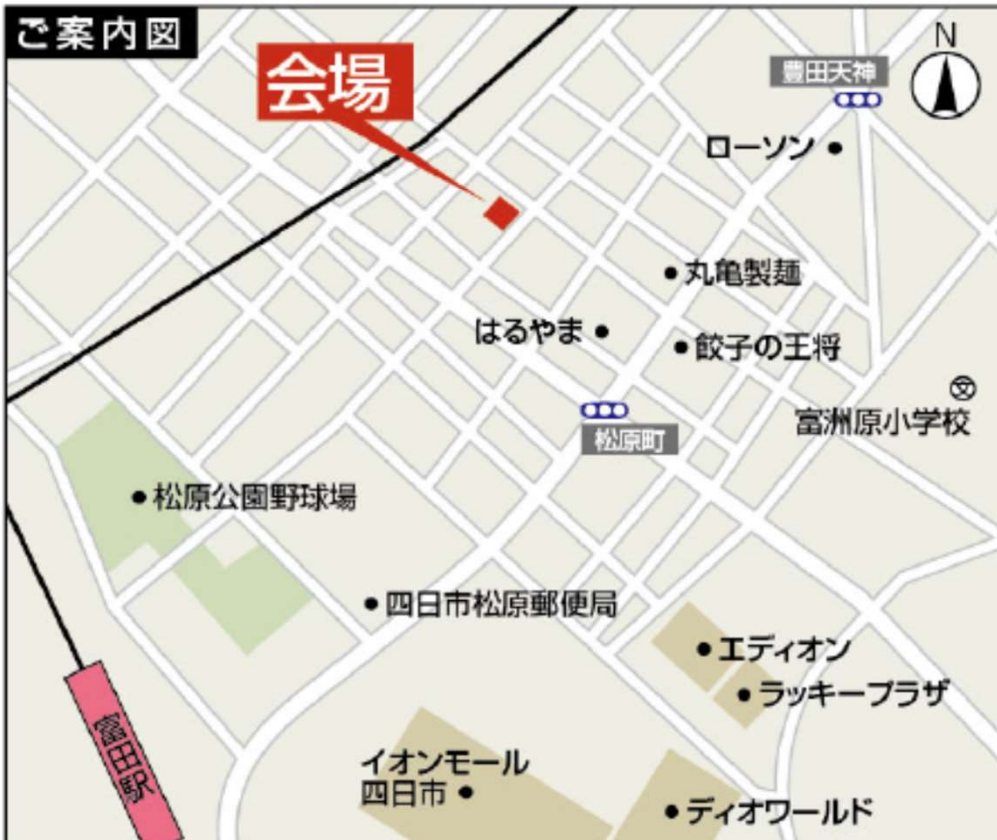 ご案内図
会場
N
豊田天神
ローソン
丸亀製麺
はるやま
餃子の王将
文
富洲原小学校
松原町
松原公園野球場
四日市松原郵便局
エディオン
ラッキープラザ
富田駅
イオンモール
四日市
ディオワールド